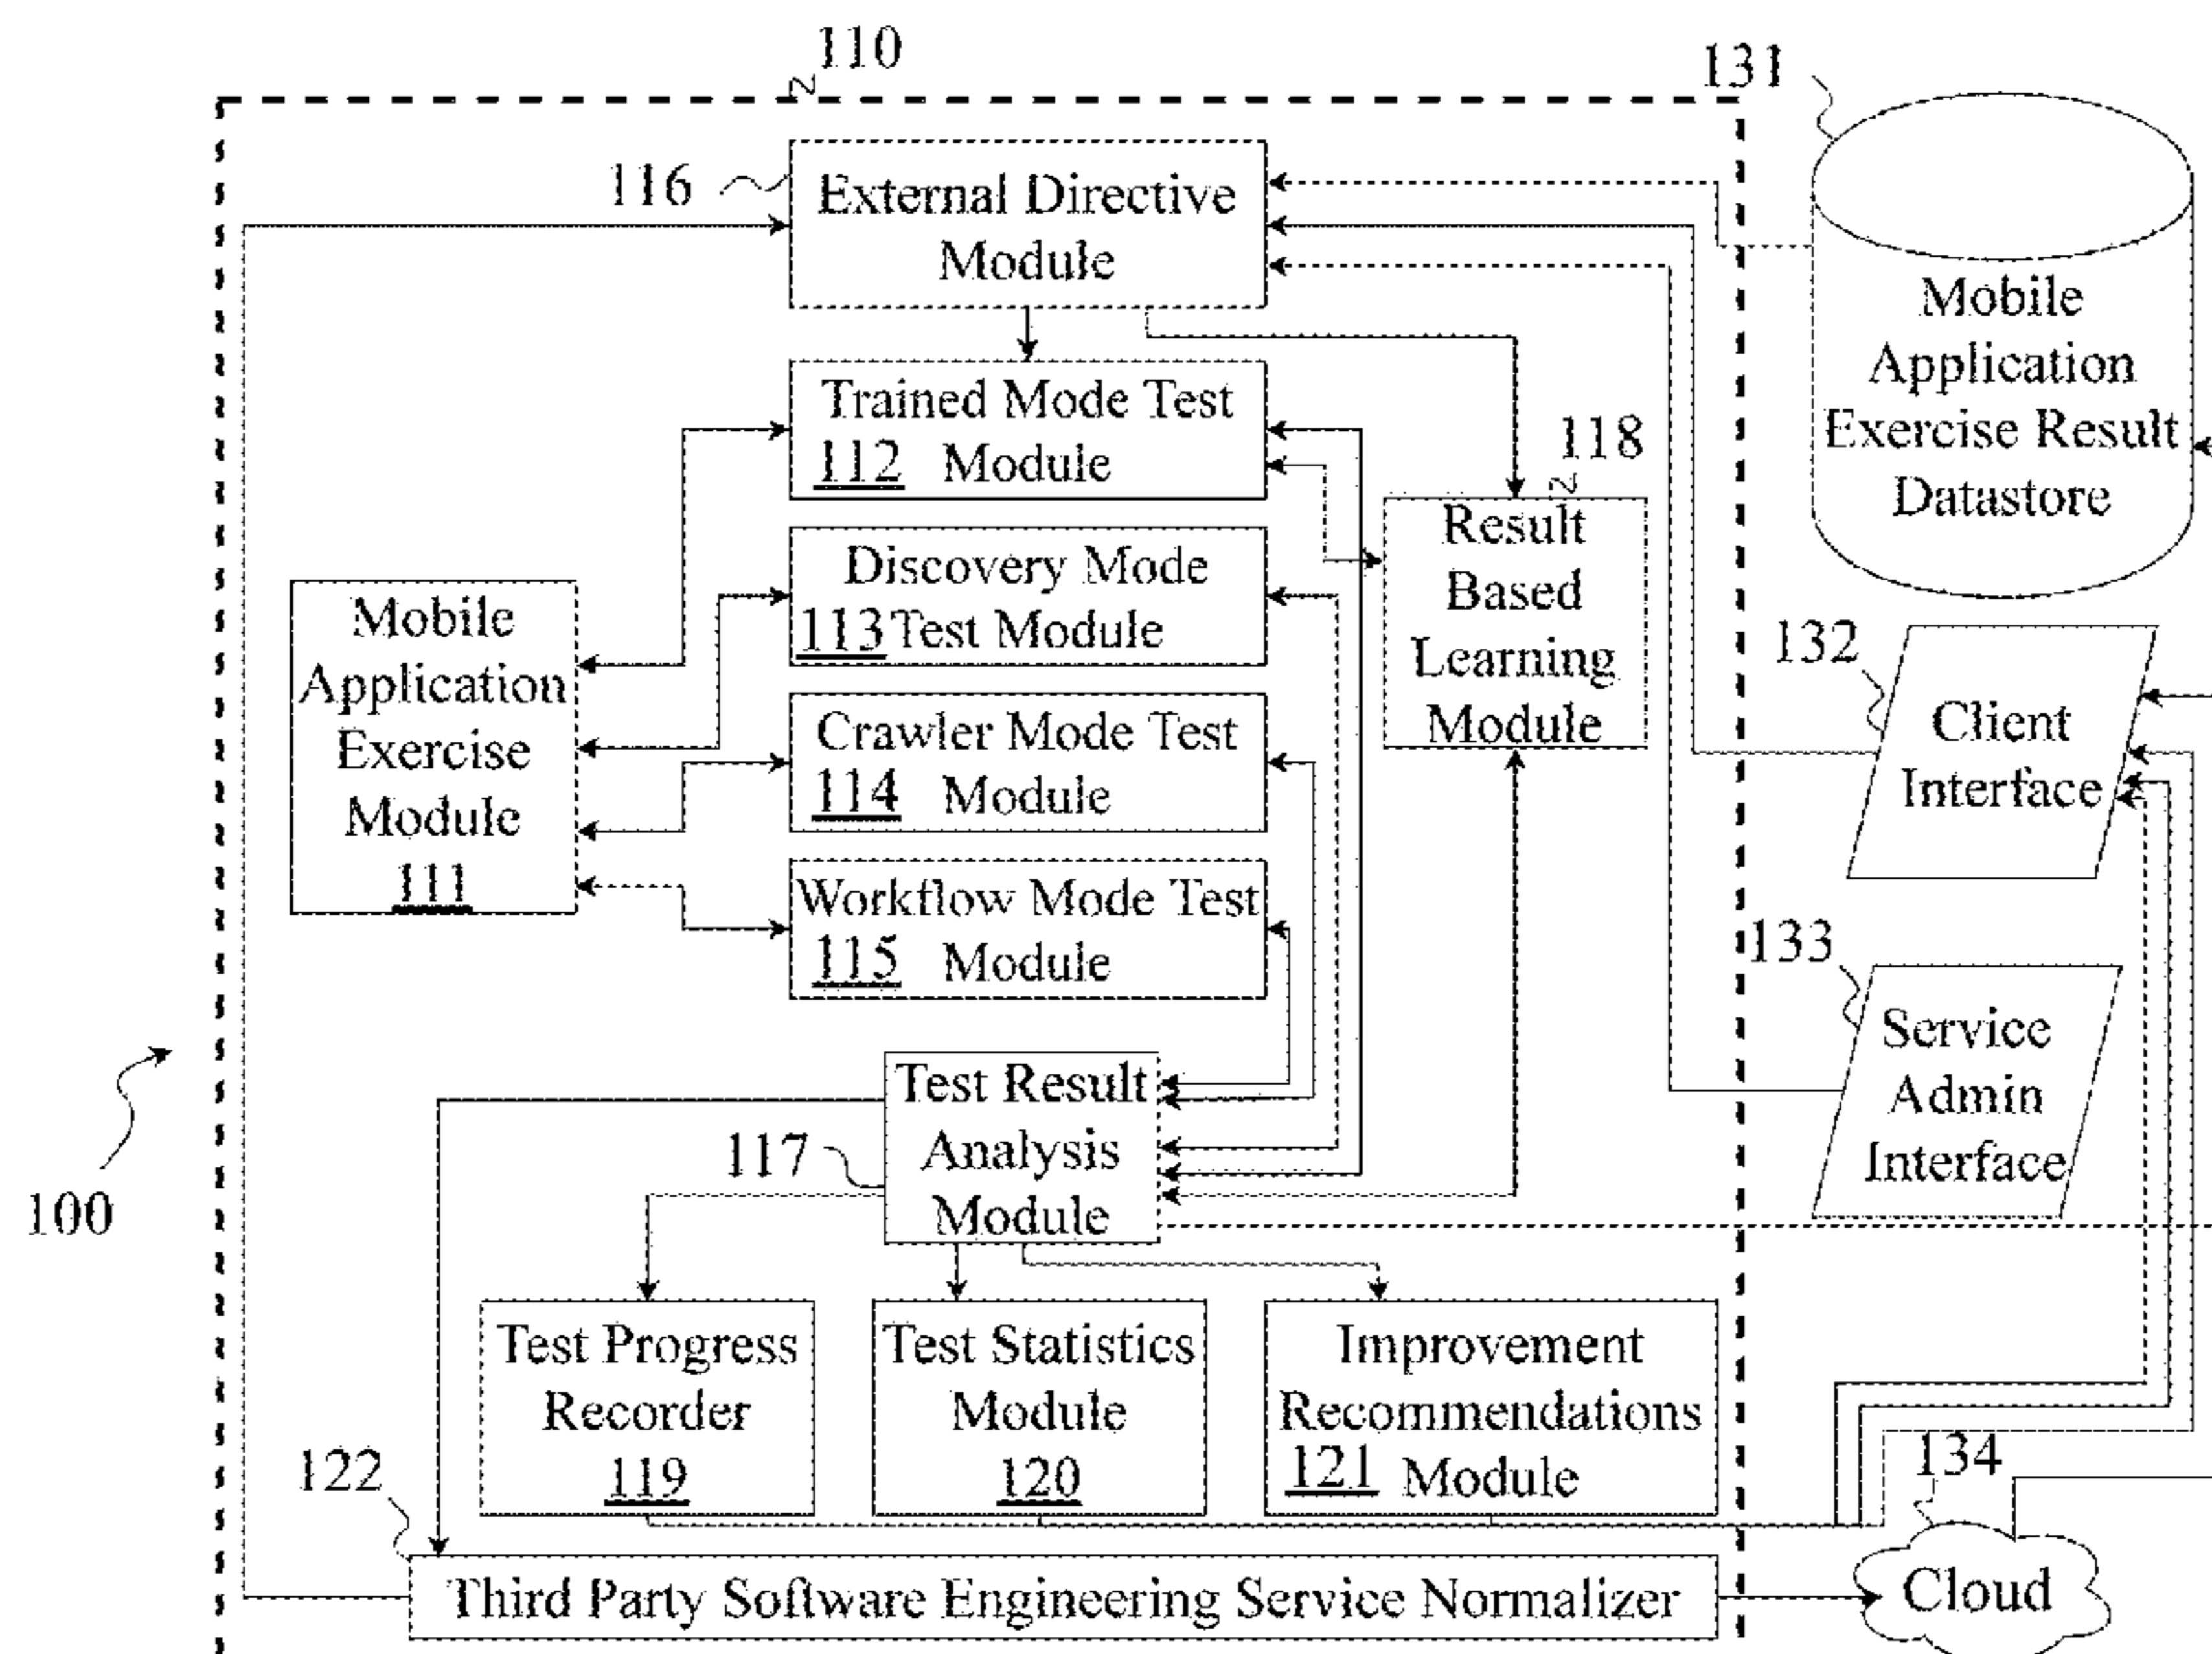 110
131
116
External Directive
Module
Mobile
Application
Exercise Result
Datastore
Trained Mode Test
112 Module
118
Result
Based
Learning
Module
Discovery Mode
113 Test Module
Mobile
Application
Exercise
Module
111
Crawler Mode Test
114 Module
132
Client
Interface
Workflow Mode Test
115 Module
133
Service
Admin
Interface
100
Test Result
Analysis
Module
117
Test Progress
Recorder
119
Test Statistics
Module
120
Improvement
Recommendations
121 Module
122
134
Third Party Software Engineering Service Normalizer
Cloud